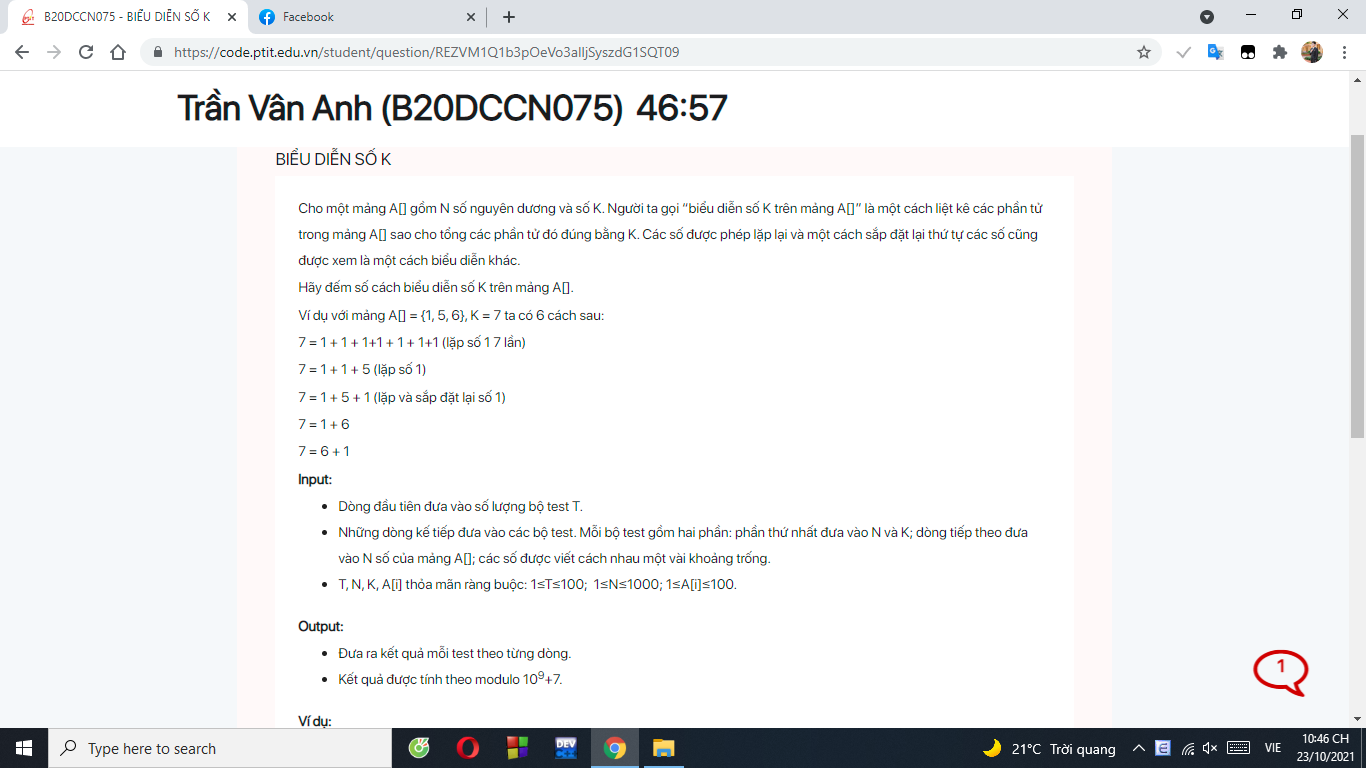 B20DCCN075 - BIỂU DIỄN SỐ K
Facebook
https://code.ptit.edu.vn/student/question/REZVM1Q1b3pOeVo3alljSyszdG1SQT09
Trần Vân Anh (B20DCCN075) 46:57
BIỂU DIỄN SỐ K
Cho một mảng A[] gồm N số nguyên dương và số K. Người ta gọi “biểu diễn số K trên mảng A[]” là một cách liệt kê các phần tử
trong mảng A[] sao cho tổng các phần tử đó đúng bằng K. Các số được phép lặp lại và một cách sắp đặt lại thứ tự các số cũng
được xem là một cách biểu diễn khác.
Hãy đếm số cách biểu diễn số K trên mảng A[].
Ví dụ với mảng A[] = {1, 5, 6}, K = 7 ta có 6 cách sau:
7 = 1 + 1 + 1+1 + 1 + 1+1 (lặp số 1 7 lần)
7 = 1 + 1 + 5 (lặp số 1)
7 = 1 + 5 + 1 (lặp và sắp đặt lại số 1)
7 = 1 + 6
7 = 6 + 1
Input:
• Dòng đầu tiên đưa vào số lượng bộ test T.
• Những dòng kế tiếp đưa vào các bộ test. Mỗi bộ test gồm hai phần: phần thứ nhất đưa vào N và K; dòng tiếp theo đưa
vào N số của mảng A[]; các số được viết cách nhau một vài khoảng trống.
• T, N, K, A[i] thỏa mãn ràng buộc: 1≤T≤100; 1≤N≤1000; 1≤A[i]≤100.
Output:
• Đưa ra kết quả mỗi test theo từng dòng.
• Kết quả được tính theo modulo 10⁹+7.
Ví dụ:
1
Type here to search
DEV
21°C Trời quang
VIE
10:46 CH
23/10/2021